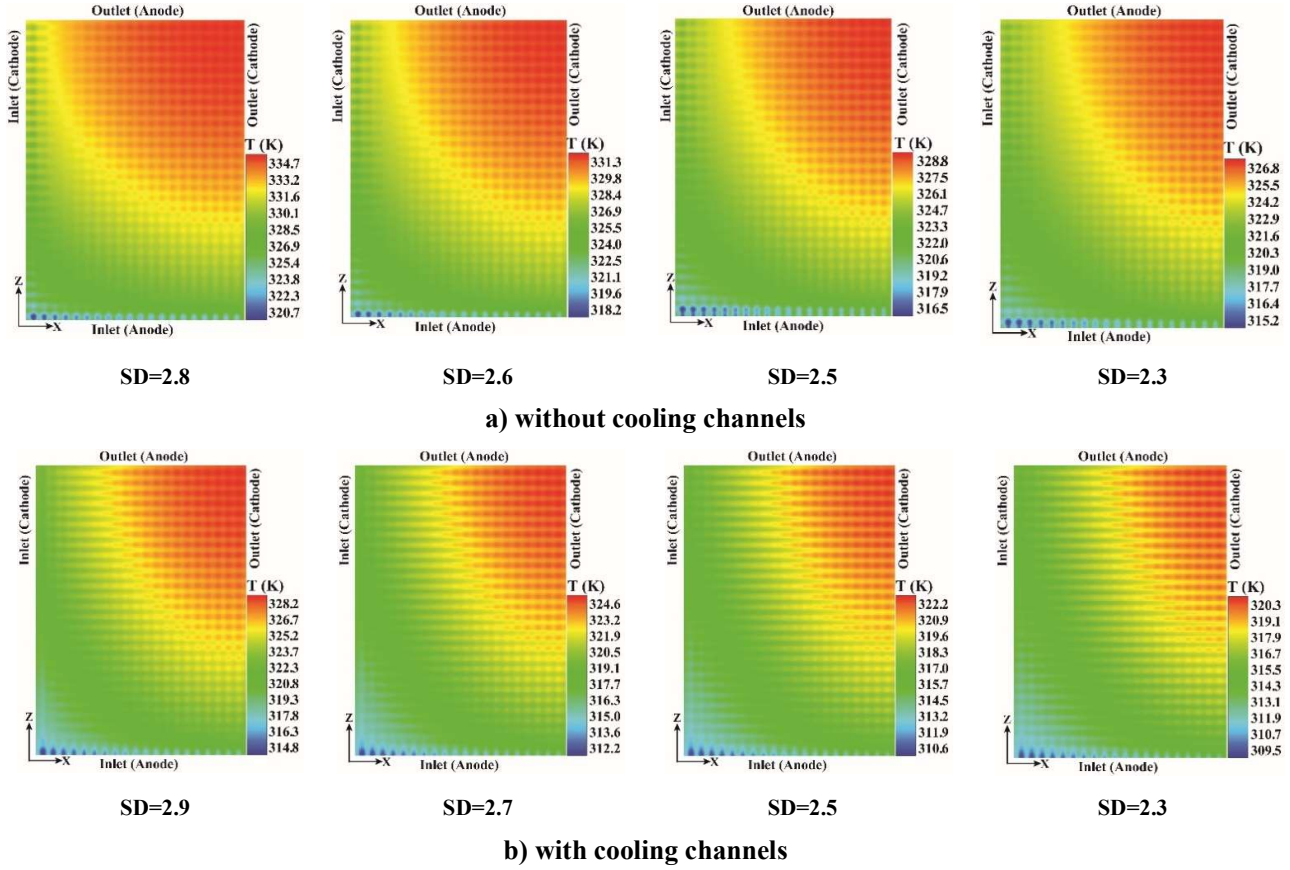 Outlet (Anode)
Inlet (Cathode)
Outlet (Cathode)
T (K)
334.7
333.2
331.6
330.1
328.5
326.9
325.4
323.8
322.3
320.7
Z
X
Inlet (Anode)
SD=2.8
Outlet (Anode)
Inlet (Cathode)
Outlet (Cathode)
T (K)
331.3
329.8
328.4
326.9
325.5
324.0
322.5
321.1
319.6
318.2
Z
X
Inlet (Anode)
SD=2.6
Outlet (Anode)
Inlet (Cathode)
Outlet (Cathode)
T (K)
328.8
327.5
326.1
324.7
323.3
322.0
320.6
319.2
317.9
316.5
Z
X
Inlet (Anode)
SD=2.5
Outlet (Anode)
Inlet (Cathode)
Outlet (Cathode)
T (K)
326.8
325.5
324.2
322.9
321.6
320.3
319.0
317.7
316.4
315.2
Z
X
Inlet (Anode)
SD=2.3
a) without cooling channels
Outlet (Anode)
Inlet (Cathode)
Outlet (Cathode)
T (K)
328.2
326.7
325.2
323.7
322.3
320.8
319.3
317.8
316.3
314.8
Z
X
Inlet (Anode)
SD=2.9
Outlet (Anode)
Inlet (Cathode)
Outlet (Cathode)
T (K)
324.6
323.2
321.9
320.5
319.1
317.7
316.3
315.0
313.6
312.2
Z
X
Inlet (Anode)
SD=2.7
Outlet (Anode)
Inlet (Cathode)
Outlet (Cathode)
T (K)
322.2
320.9
319.6
318.3
317.0
315.7
314.5
313.2
311.9
310.6
Z
X
Inlet (Anode)
SD=2.5
Outlet (Anode)
Inlet (Cathode)
Outlet (Cathode)
T (K)
320.3
319.1
317.9
316.7
315.5
314.3
313.1
311.9
310.7
309.5
Z
X
Inlet (Anode)
SD=2.3
b) with cooling channels